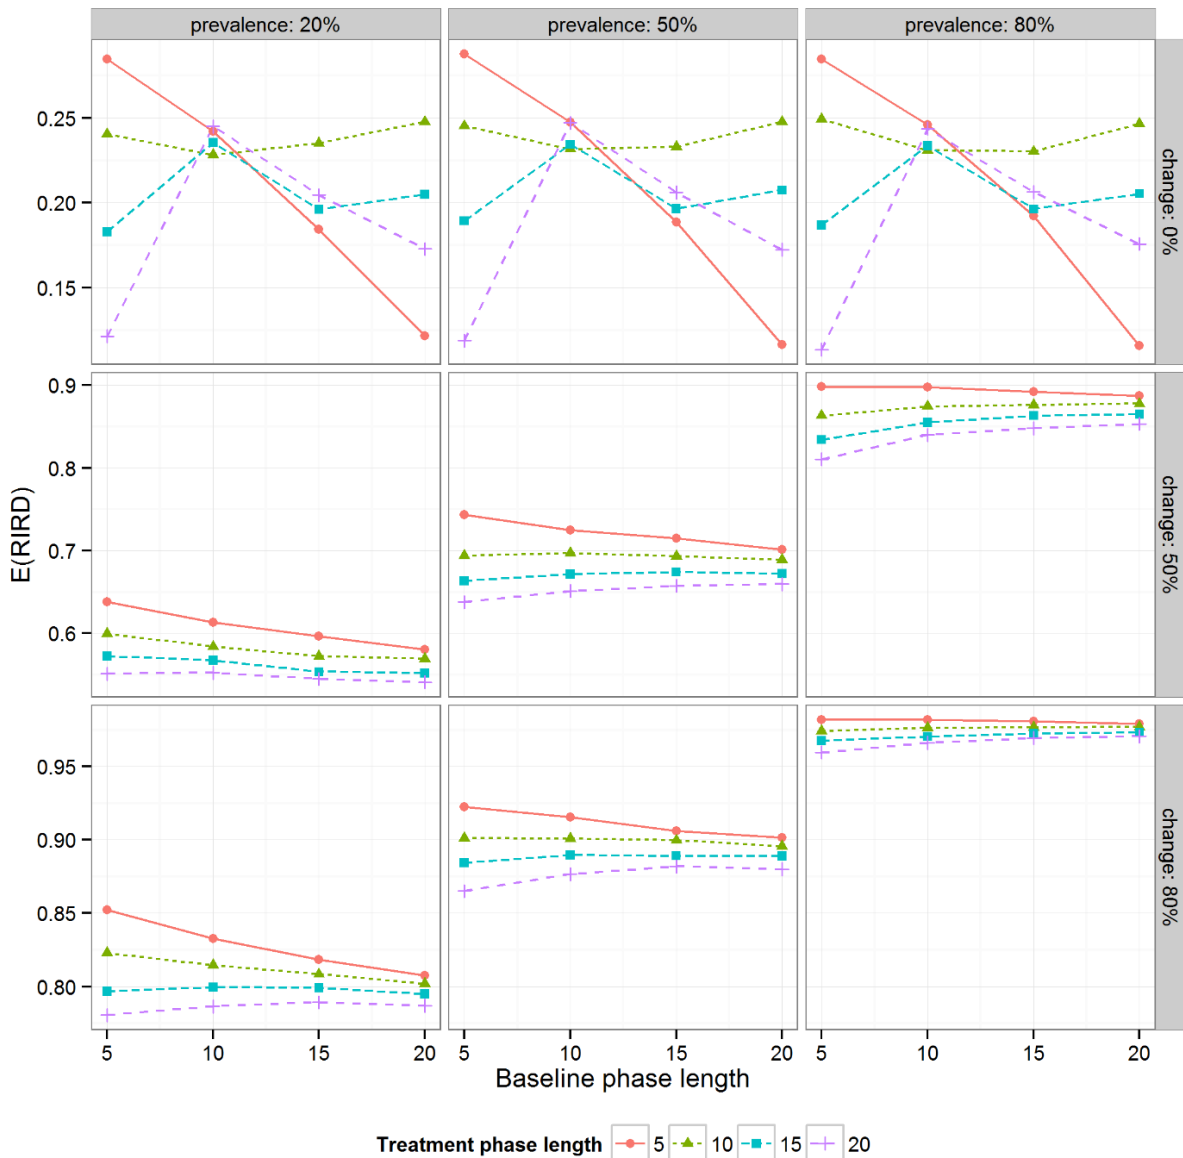 prevalence: 20% prevalence: 50% prevalence: 80%
0.25
0.20
0.15
change: 0%
0.9
0.8
0.7
0.6
change: 50%
0.95
0.90
0.85
0.80
change: 80%
E(RIRD)
5 10 15 20 5 10 15 20 5 10 15 20
Baseline phase length
Treatment phase length 5 10 15 20